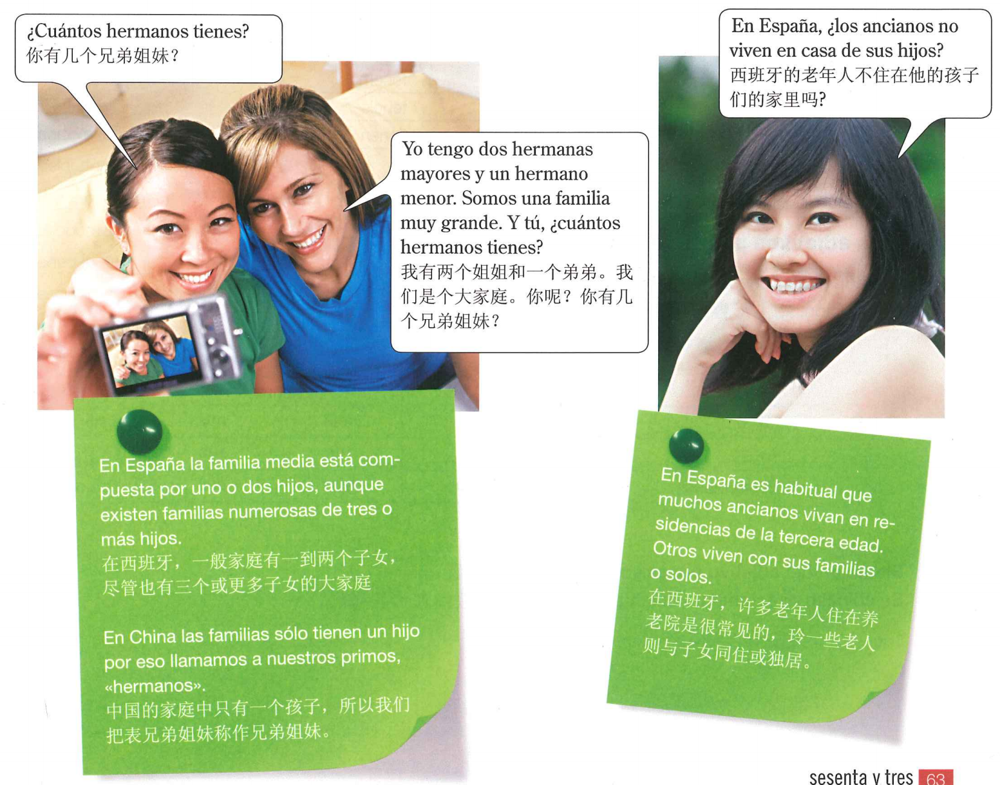 ¿Cuántos hermanos tienes?
你有几个兄弟姐妹？
Yo tengo dos hermanas
mayores y un hermano
menor. Somos una familia
muy grande. Y tú, ¿cuántos
hermanos tienes?
我有两个姐姐和一个弟弟。我
们是个大家庭。你呢？你有几
个兄弟姐妹？
En España la familia media está com-
puesta por uno o dos hijos, aunque
existen familias numerosas de tres o
más hijos.
在西班牙，一般家庭有一到两个子女，
尽管也有三个或更多子女的大家庭
En China las familias sólo tienen un hijo
por eso llamamos a nuestros primos,
«hermanos».
中国的家庭中只有一个孩子，所以我们
把表兄弟姐妹称作兄弟姐妹。
En España, ¿los ancianos no
viven en casa de sus hijos?
西班牙的老年人不住在他的孩子
们的家里吗?
En España es habitual que
muchos ancianos vivan en re-
sidencias de la tercera edad.
Otros viven con sus familias
o solos.
在西班牙，许多老年人住在养
老院是很常见的，玲一些老人
则与子女同住或独居。
sesenta y tres 63